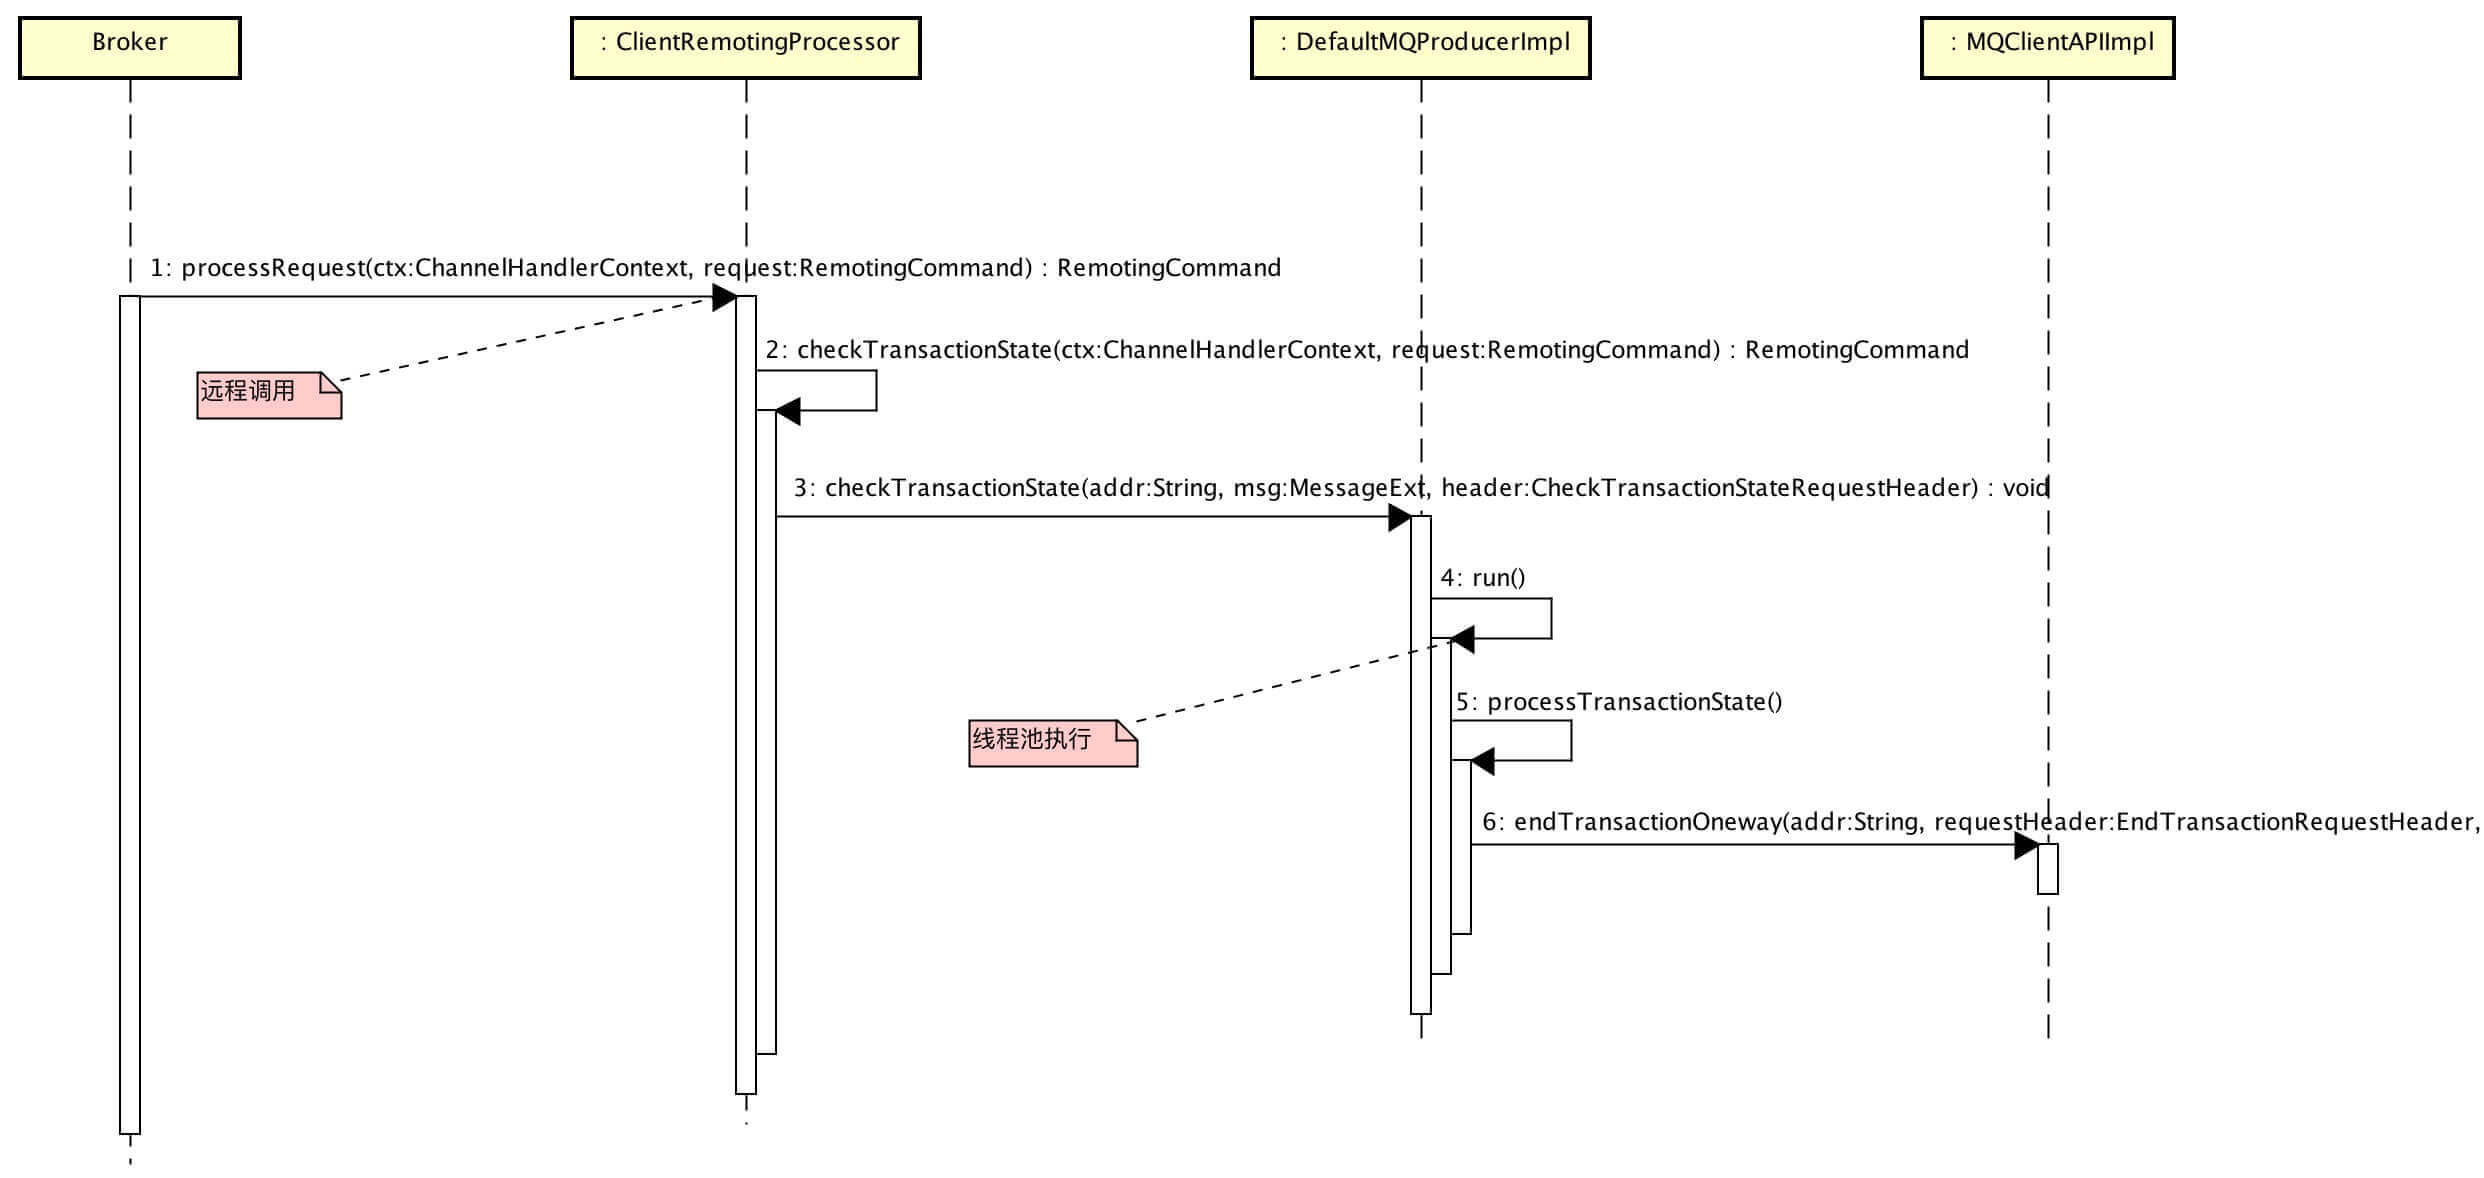 Broker
: ClientRemotingProcessor
: DefaultMQProducerImpl
: MQClientAPIImpl
1: processRequest(ctx:ChannelHandlerContext, request:RemotingCommand) : RemotingCommand
2: checkTransactionState(ctx:ChannelHandlerContext, request:RemotingCommand) : RemotingCommand
远程调用
3: checkTransactionState(addr:String, msg:MessageExt, header:CheckTransactionStateRequestHeader) : void
4: run()
5: processTransactionState()
线程池执行
6: endTransactionOneway(addr:String, requestHeader:EndTransactionRequestHeader,